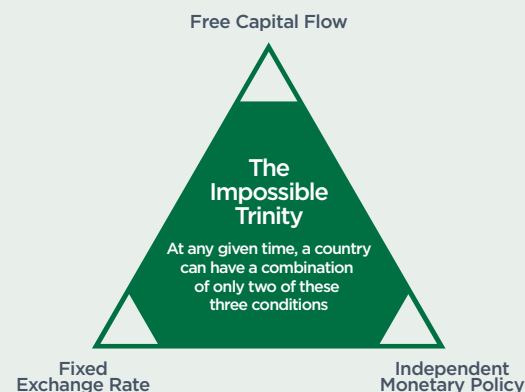 Free Capital Flow
The
Impossible
Trinity
At any given time, a country
can have a combination
of only two of these
three conditions
Fixed
Exchange Rate
Independent
Monetary Policy